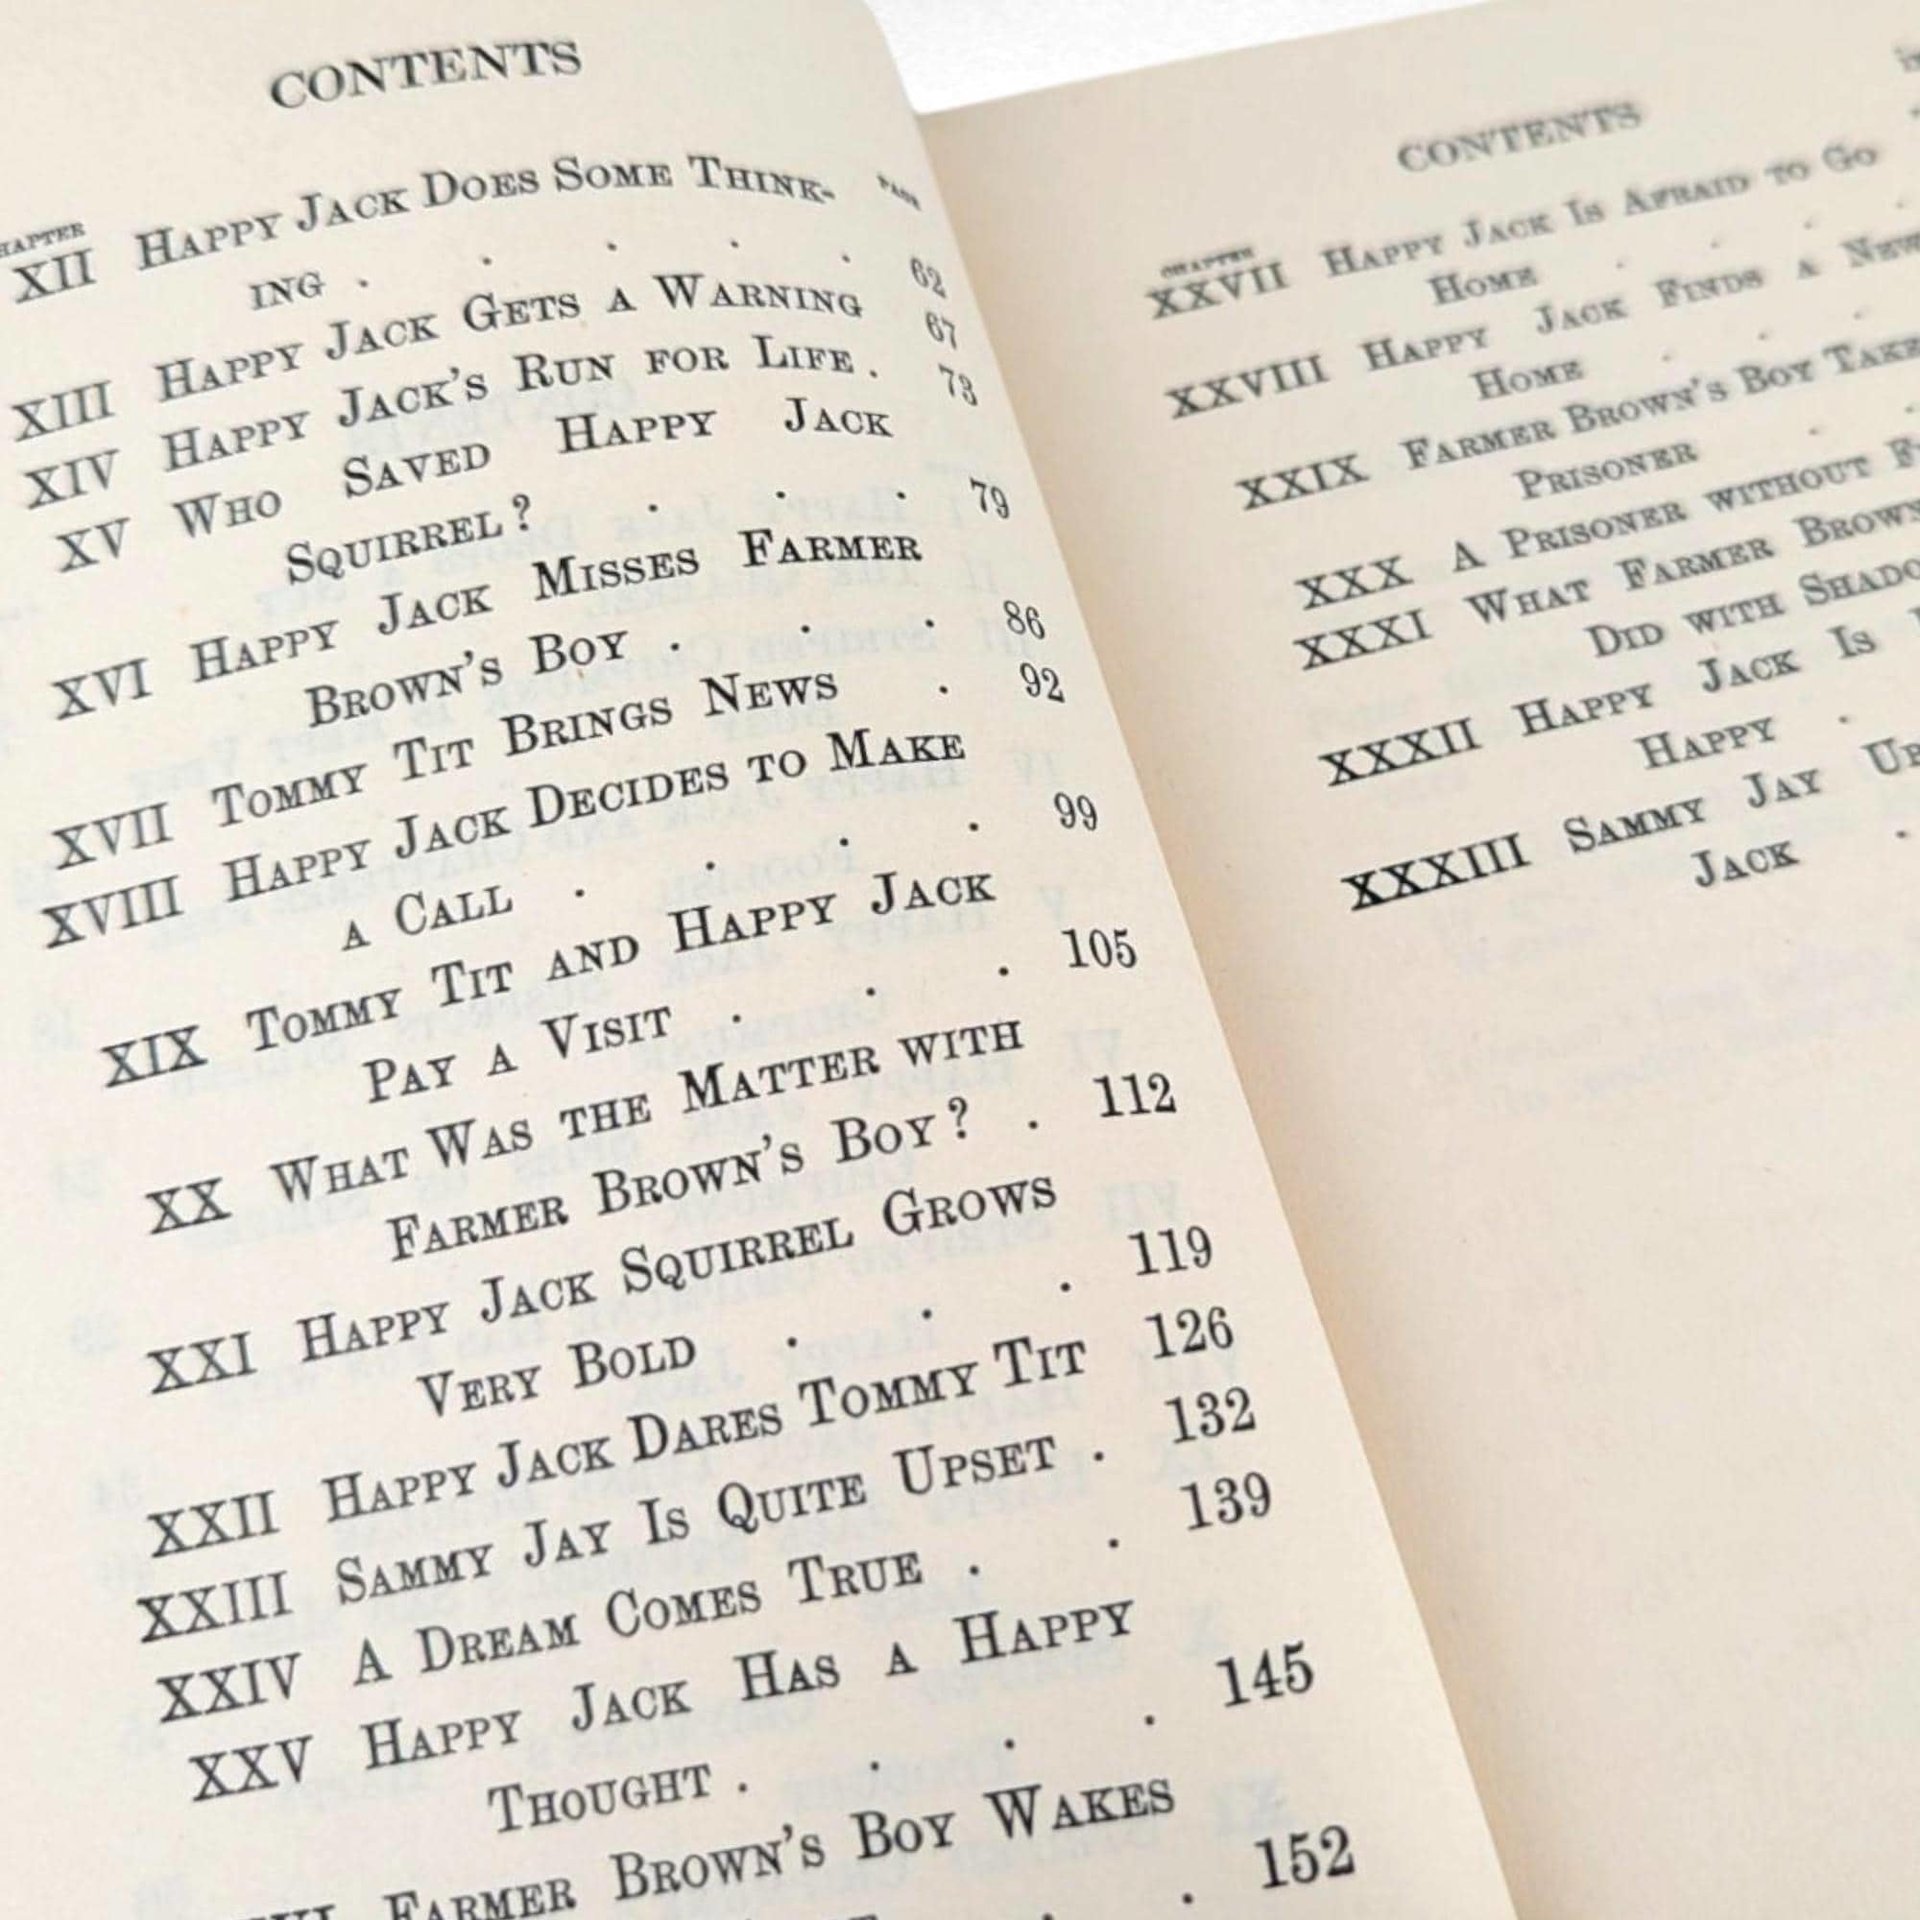 CONTENTS
PAGE
XII HAPPY JACK DOES SOME THINK-
ING . . . . . 62
XIII HAPPY JACK GETS A WARNING 67
XIV HAPPY JACK'S RUN FOR LIFE . 73
XV WHO SAVED HAPPY JACK
SQUIRREL? . . . 79
XVI HAPPY JACK MISSES FARMER
BROWN'S BOY . . . 86
XVII TOMMY TIT BRINGS NEWS . 92
XVIII HAPPY JACK DECIDES TO MAKE
A CALL . . . . 99
XIX TOMMY TIT AND HAPPY JACK
PAY A VISIT . . . 105
XX WHAT WAS THE MATTER WITH
FARMER BROWN'S BOY? . 112
XXI HAPPY JACK SQUIRREL GROWS
VERY BOLD . . . 119
XXII HAPPY JACK DARES TOMMY TIT 126
XXIII SAMMY JAY IS QUITE UPSET . 132
XXIV A DREAM COMES TRUE . . 139
XXV HAPPY JACK HAS A HAPPY
THOUGHT . . . . 145
FARMER BROWN'S BOY WAKES
. . 152
CONTENTS
CHAPTER
XXVII HAPPY JACK IS AFRAID TO GO
HOME . . .
XXVIII HAPPY JACK FINDS A NEW
HOME . . .
XXIX FARMER BROWN'S BOY TAKE
PRISONER . .
XXX A PRISONER WITHOUT
XXXI WHAT FARMER BROWN
DID WITH SHADO
XXXII HAPPY JACK IS
HAPPY .
XXXIII SAMMY JAY
JACK .